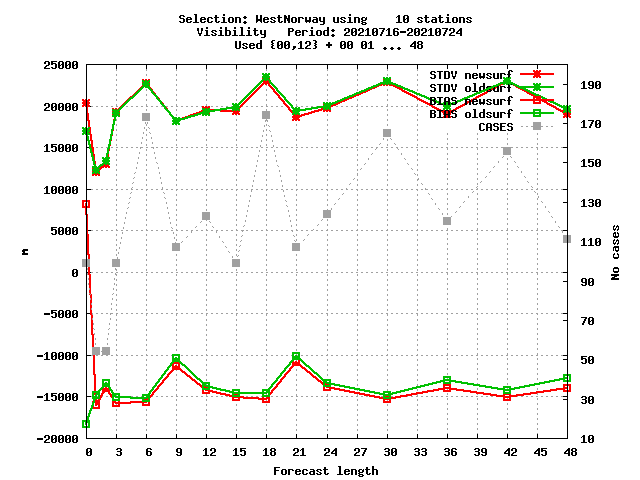 Selection: WestNorway using    10 stations
Visibility   Period: 20210716-20210724
Used {00,12} + 00 01 ... 48
25000
20000
15000
10000
5000
0
-5000
-10000
-15000
-20000
m
STDV newsurf
STDV oldsurf
BIAS newsurf
BIAS oldsurf
CASES
190
170
150
130
110
90
70
50
30
10
No cases
0 3 6 9 12 15 18 21 24 27 30 33 36 39 42 45 48
Forecast length